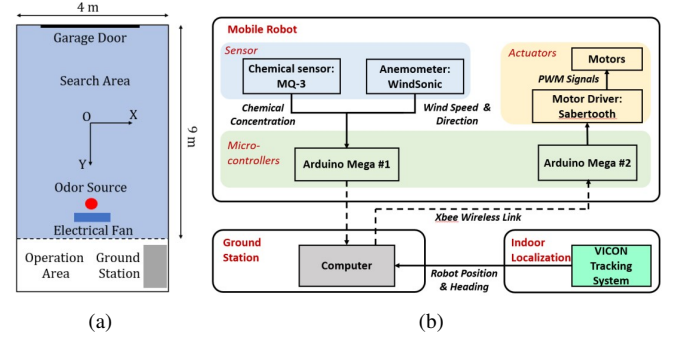 4 m
Garage Door
Search Area
O
X
Y
9 m
Odor Source
Electrical Fan
Operation
Area
Ground
Station
(a)
Mobile Robot
Sensor
Chemical sensor:
MQ-3
Anemometer:
WindSonic
Chemical
Concentration
Wind Speed &
Direction
Actuators
Motors
PWM Signals
Motor Driver:
Sabertooth
Micro-
controllers
Arduino Mega #1
Arduino Mega #2
Xbee Wireless Link
Ground
Station
Computer
Robot Position
& Heading
Indoor
Localization
VICON
Tracking
System
(b)